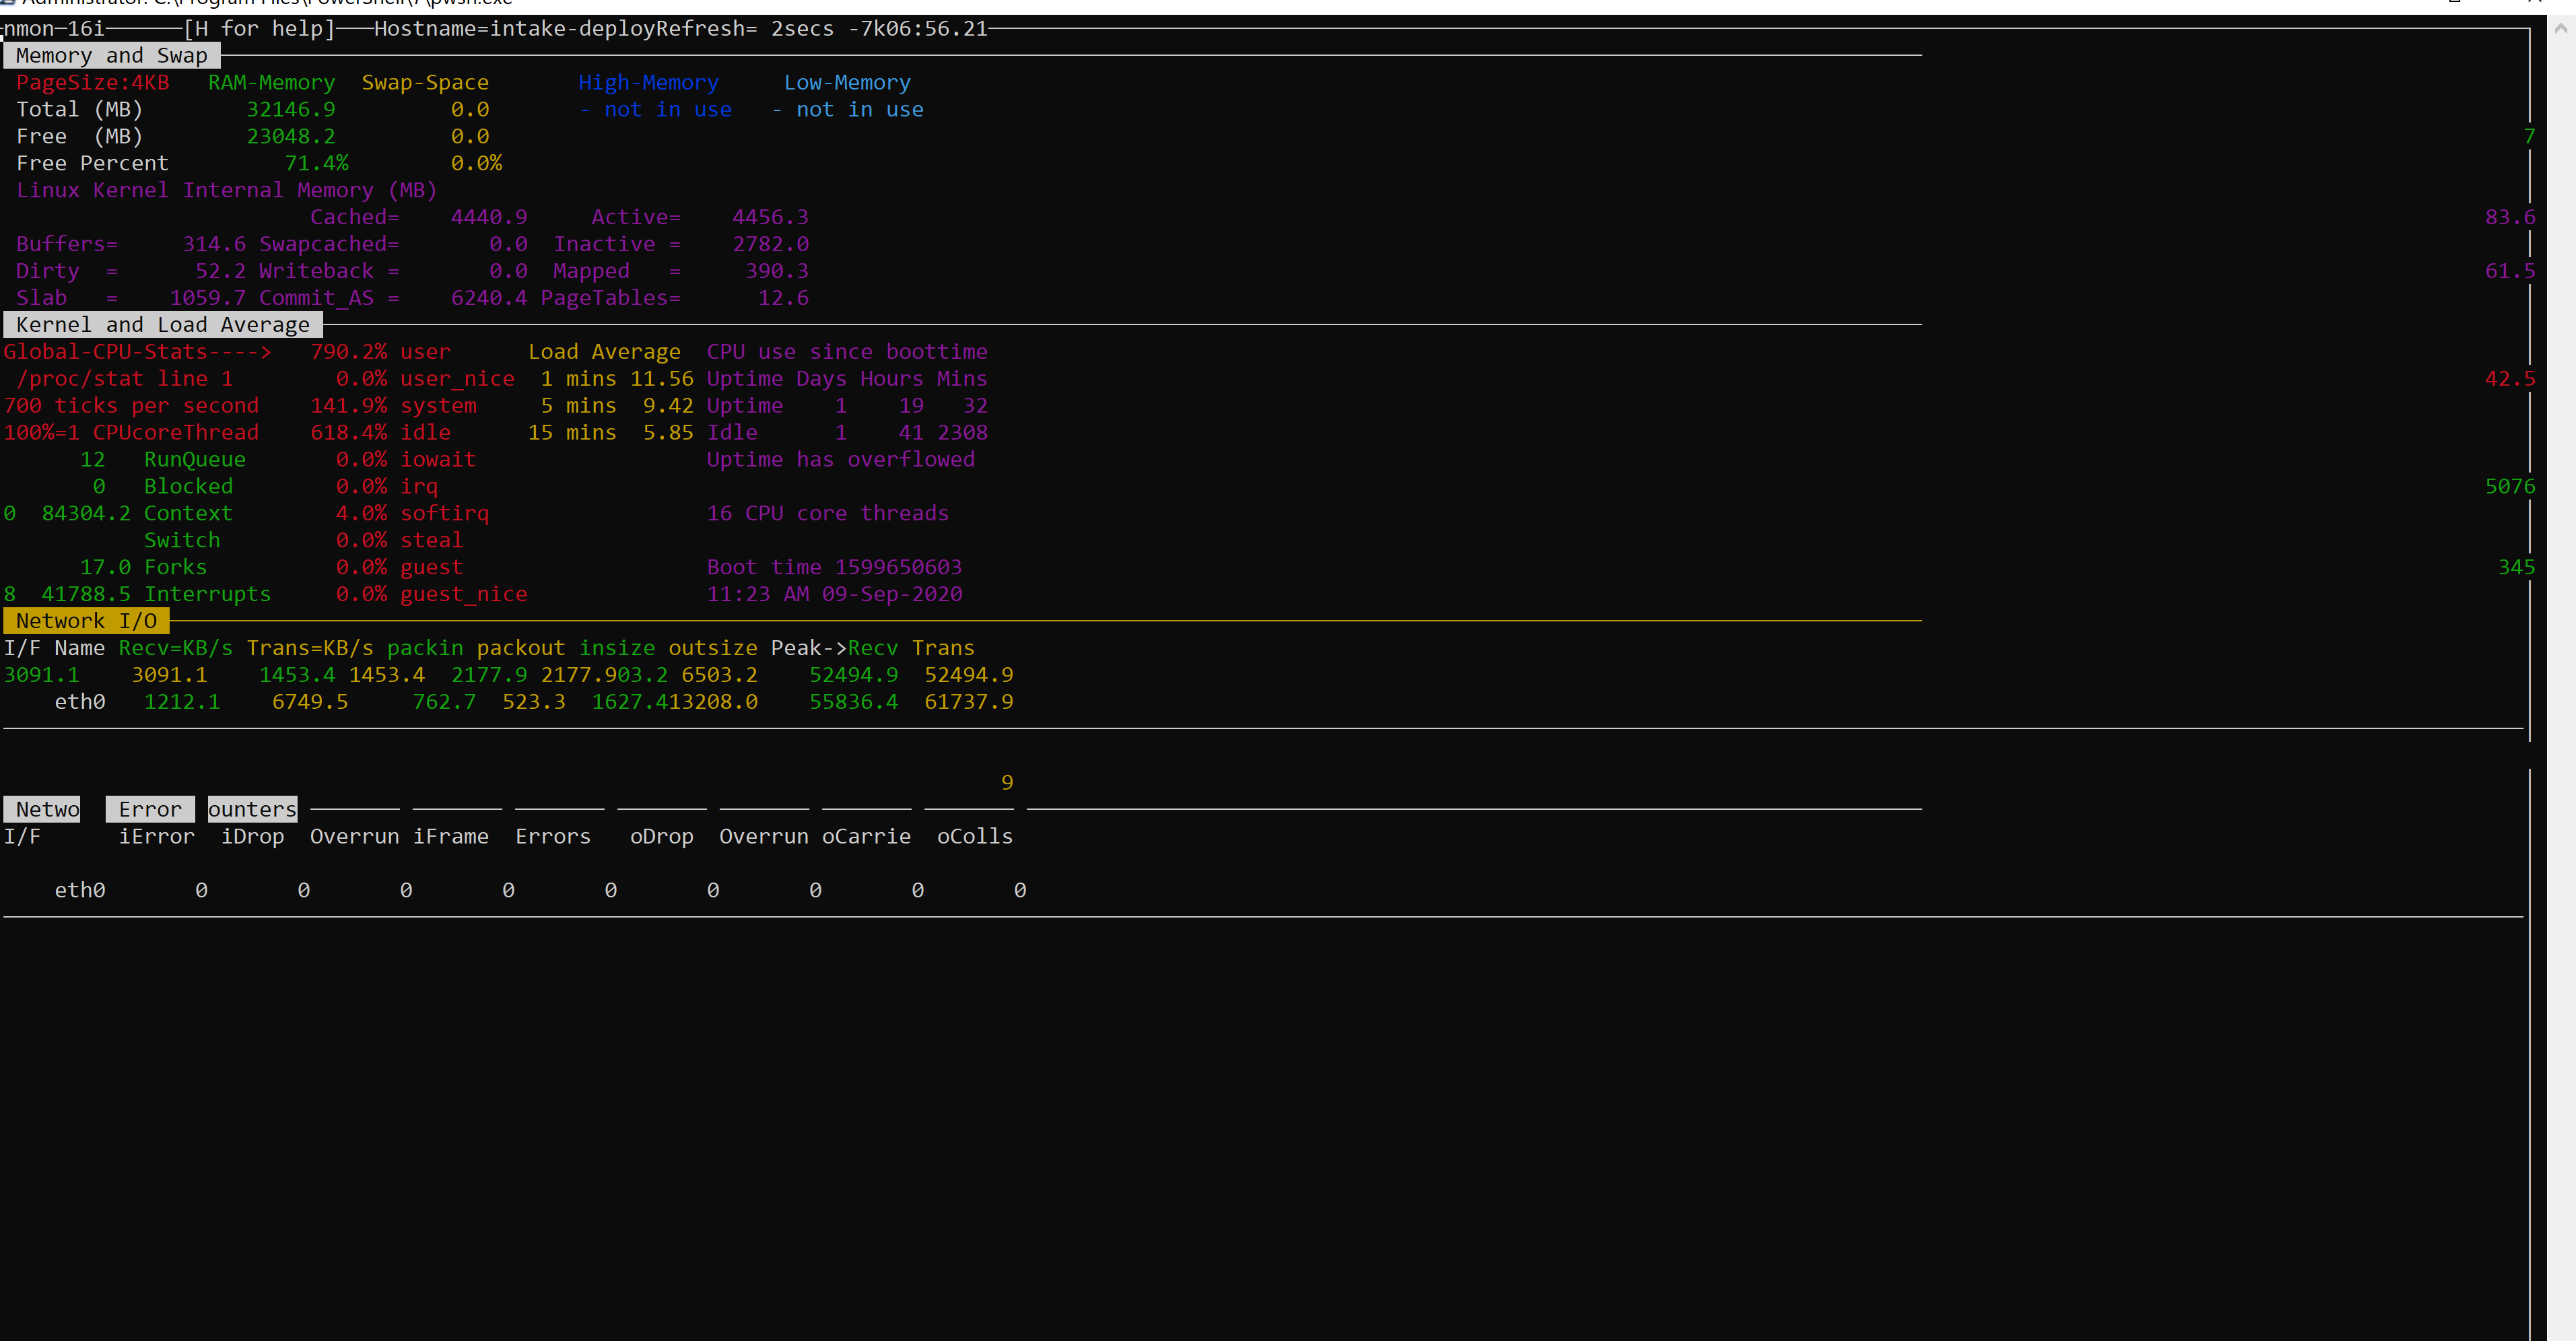 Administrator: C:\Program Files\PowerShell\7\pwsh.exe
nmon─16i──────[H for help]───Hostname=intake-deployRefresh= 2secs -7k06:56.21
Memory and Swap
PageSize:4KB RAM-Memory Swap-Space High-Memory Low-Memory
Total (MB) 32146.9 0.0 - not in use - not in use
Free (MB) 23048.2 0.0 7
Free Percent 71.4% 0.0%
Linux Kernel Internal Memory (MB)
Cached= 4440.9 Active= 4456.3 83.6
Buffers= 314.6 Swapcached= 0.0 Inactive = 2782.0
Dirty = 52.2 Writeback = 0.0 Mapped = 390.3 61.5
Slab = 1059.7 Commit_AS = 6240.4 PageTables= 12.6
Kernel and Load Average
Global-CPU-Stats----> 790.2% user Load Average CPU use since boottime
/proc/stat line 1 0.0% user_nice 1 mins 11.56 Uptime Days Hours Mins 42.5
700 ticks per second 141.9% system 5 mins 9.42 Uptime 1 19 32
100%=1 CPUcoreThread 618.4% idle 15 mins 5.85 Idle 1 41 2308
12 RunQueue 0.0% iowait Uptime has overflowed
0 Blocked 0.0% irq 5076
0 84304.2 Context 4.0% softirq 16 CPU core threads
Switch 0.0% steal
17.0 Forks 0.0% guest Boot time 1599650603 345
8 41788.5 Interrupts 0.0% guest_nice 11:23 AM 09-Sep-2020
Network I/O
I/F Name Recv=KB/s Trans=KB/s packin packout insize outsize Peak->Recv Trans
3091.1 3091.1 1453.4 1453.4 2177.9 2177.903.2 6503.2 52494.9 52494.9
eth0 1212.1 6749.5 762.7 523.3 1627.413208.0 55836.4 61737.9
9
Netwo Error ounters
I/F iError iDrop Overrun iFrame Errors oDrop Overrun oCarrie oColls
eth0 0 0 0 0 0 0 0 0 0